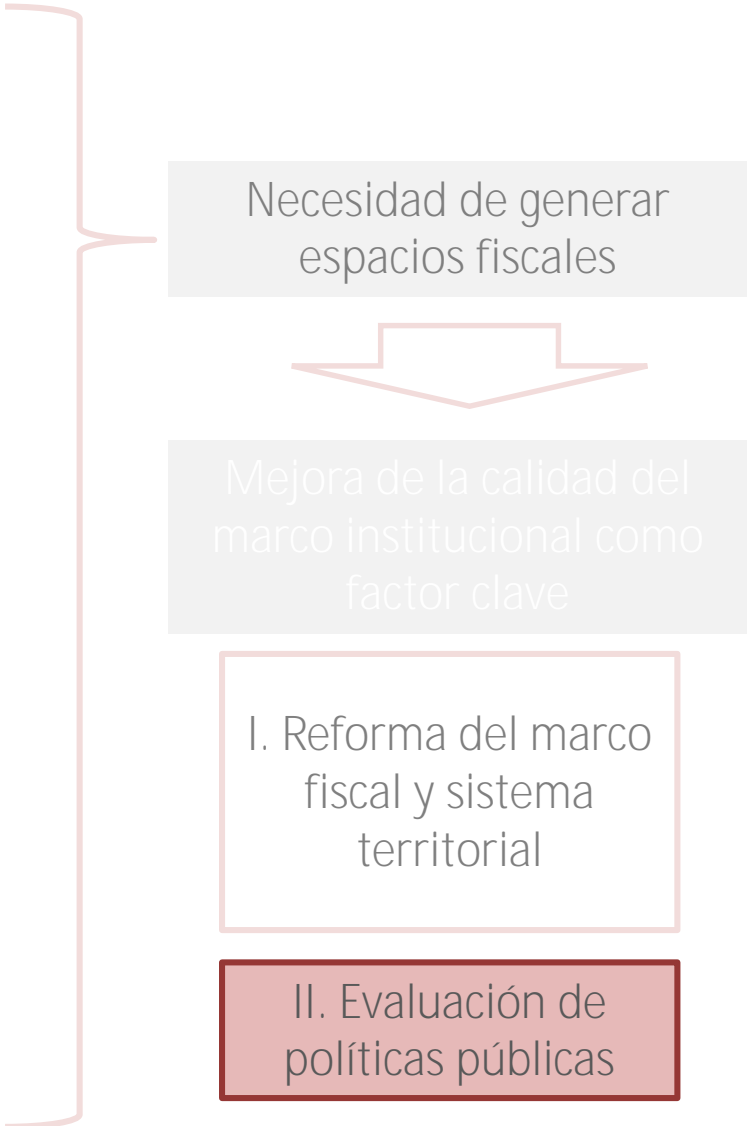 Necesidad de generar
espacios fiscales
Mejora de la calidad del
marco institucional como
factor clave
I. Reforma del marco
fiscal y sistema
territorial
II. Evaluación de
políticas públicas